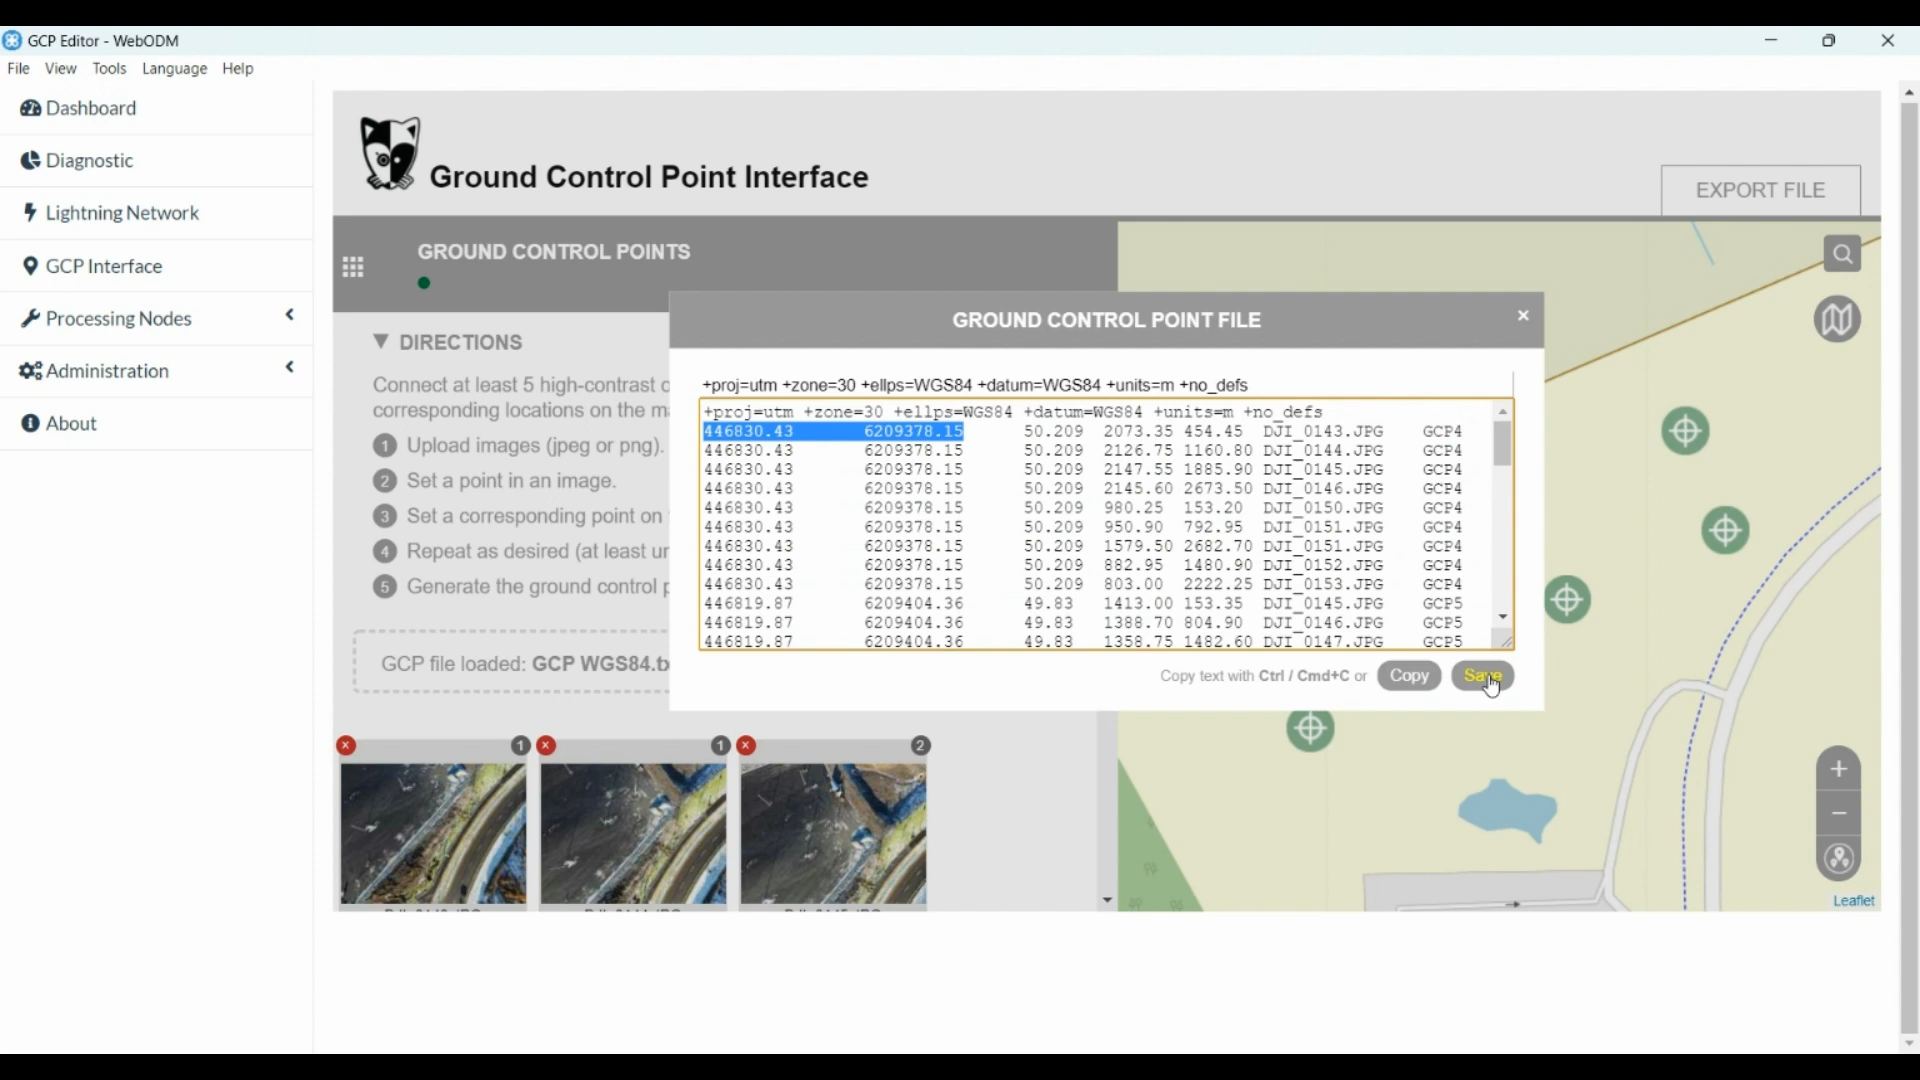 GCP Editor - WebODM
File View Tools Language Help
Dashboard
Diagnostic
Lightning Network
GCP Interface
Processing Nodes
Administration
About
Ground Control Point Interface
EXPORT FILE
GROUND CONTROL POINTS
DIRECTIONS
Connect at least 5 high-contrast
corresponding locations on the
1 Upload images (jpeg or png).
2 Set a point in an image.
3 Set a corresponding point on
4 Repeat as desired (at least
5 Generate the ground control
GCP file loaded: GCP WGS84.
GROUND CONTROL POINT FILE
+proj=utm +zone=30 +ellps=WGS84 +datum=WGS84 +units=m +no_defs
+proj=utm +zone=30 +ellps=WGS84 +datum=WGS84 +units=m +no_defs
446830.43 6209378.15 50.209 2073.35 454.45 DJI_0143.JPG GCP4
446830.43 6209378.15 50.209 2126.75 1160.80 DJI_0144.JPG GCP4
446830.43 6209378.15 50.209 2147.55 1885.90 DJI_0145.JPG GCP4
446830.43 6209378.15 50.209 2145.60 2673.50 DJI_0146.JPG GCP4
446830.43 6209378.15 50.209 980.25 153.20 DJI_0150.JPG GCP4
446830.43 6209378.15 50.209 950.90 792.95 DJI_0151.JPG GCP4
446830.43 6209378.15 50.209 1579.50 2682.70 DJI_0151.JPG GCP4
446830.43 6209378.15 50.209 882.95 1480.90 DJI_0152.JPG GCP4
446830.43 6209378.15 50.209 803.00 2222.25 DJI_0153.JPG GCP4
446819.87 6209404.36 49.83 1413.00 153.35 DJI_0145.JPG GCP5
446819.87 6209404.36 49.83 1388.70 804.90 DJI_0146.JPG GCP5
446819.87 6209404.36 49.83 1358.75 1482.60 DJI_0147.JPG GCP5
Copy text with Ctrl / Cmd+C or Copy Save
1 1 2
Leaflet